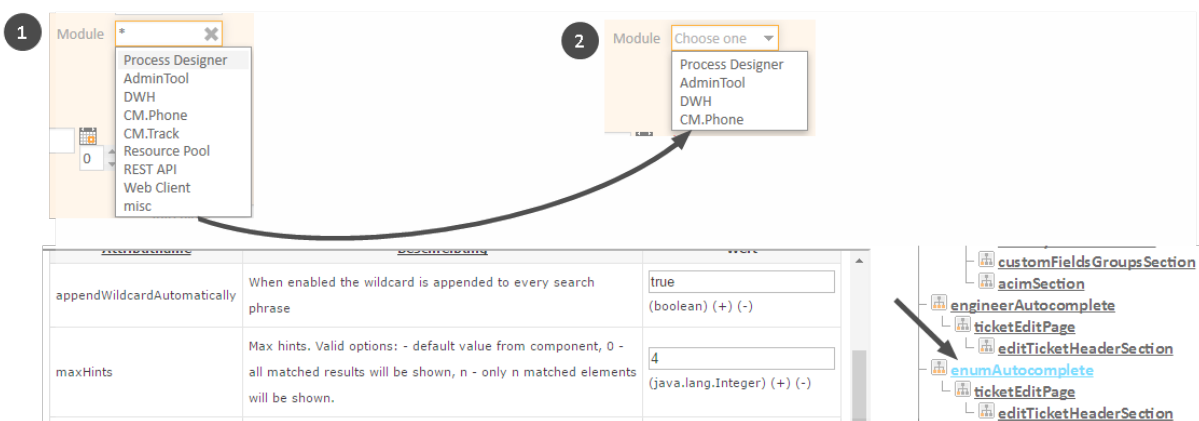 1
Module
*
Process Designer
AdminTool
DWH
CM.Phone
CM.Track
Resource Pool
REST API
Web Client
misc
0
2
Module
Choose one
Process Designer
AdminTool
DWH
CM.Phone
Attributname
Beschreibung
Wert
appendWildcardAutomatically
When enabled the wildcard is appended to every search
phrase
true
(boolean) (+) (-)
maxHints
Max hints. Valid options: - default value from component, 0 -
all matched results will be shown, n - only n matched elements
will be shown.
4
(java.lang.Integer) (+) (-)
customFieldsGroupsSection
acimSection
engineerAutocomplete
ticketEditPage
editTicketHeaderSection
enumAutocomplete
ticketEditPage
editTicketHeaderSection